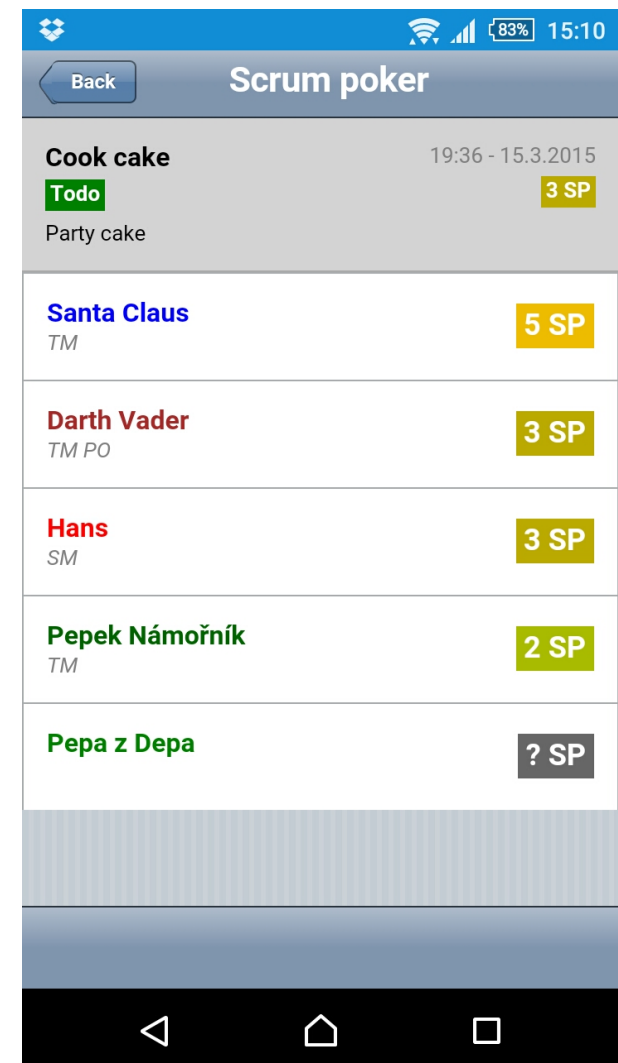 83% 15:10
Back Scrum poker
Cook cake 19:36 - 15.3.2015
Todo 3 SP
Party cake
Santa Claus 5 SP
TM
Darth Vader 3 SP
TM PO
Hans 3 SP
SM
Pepek Námořník 2 SP
TM
Pepa z Depa ? SP